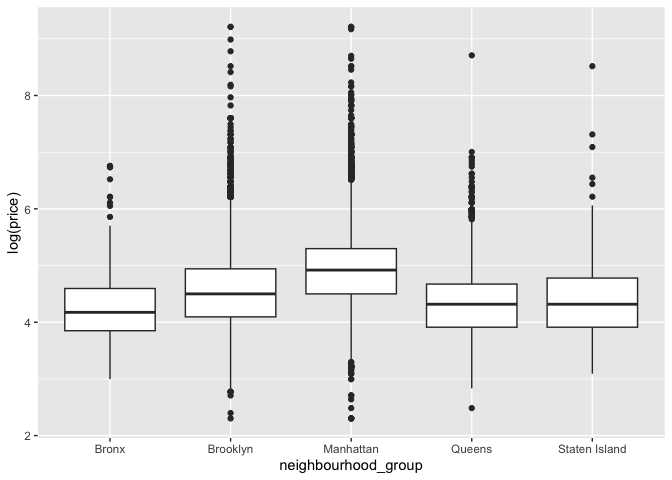 log(price)
8
6
4
2
Bronx Brooklyn Manhattan Queens Staten Island
neighbourhood_group